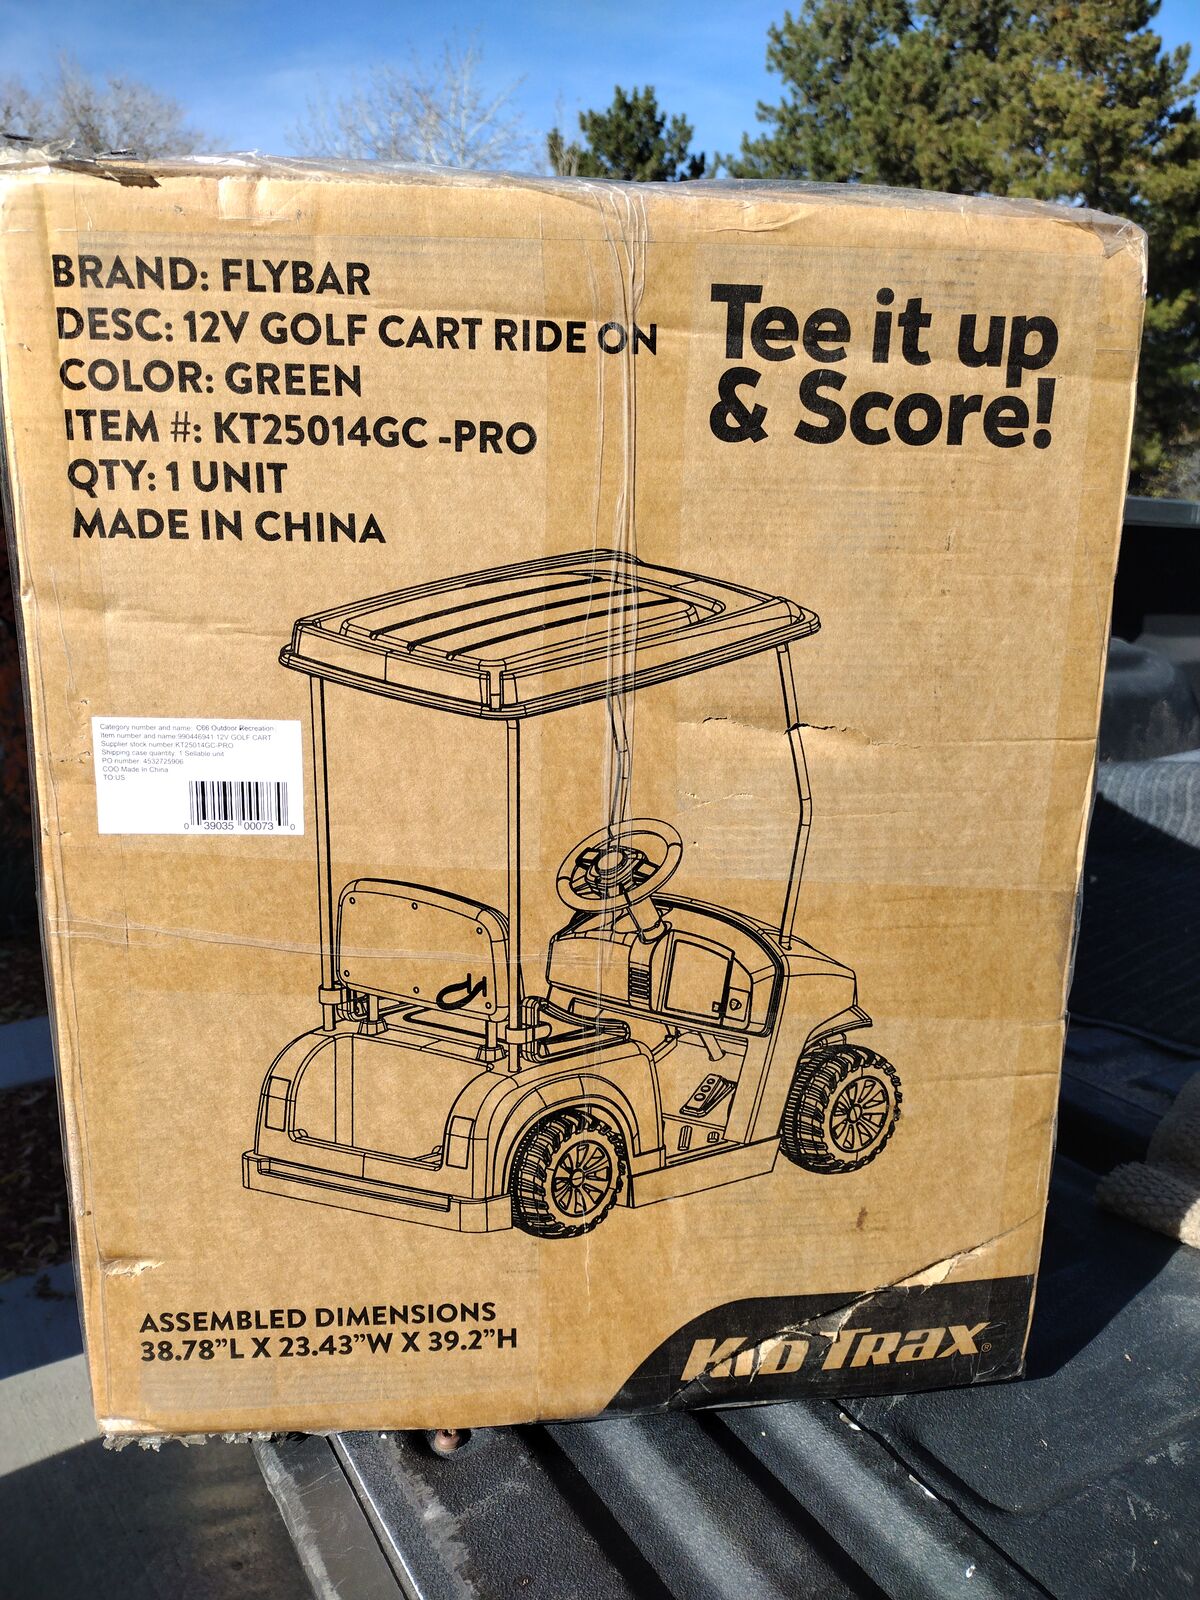 BRAND: FLYBAR
DESC: 12V GOLF CART RIDE ON
COLOR: GREEN
ITEM #: KT25014GC -PRO
QTY: 1 UNIT
MADE IN CHINA
Tee it up
& Score!
Category number and name: C66 Outdoor Recreation
Item number and name:990446941 12V GOLF CART
Supplier stock number:KT25014GC-PRO
Shipping case quantity: 1 Sellable unit
PO number: 4532725906
COO Made In China
TO:US
0 39035 00073 0
ASSEMBLED DIMENSIONS
38.78”L X 23.43”W X 39.2”H
KID TRAX®